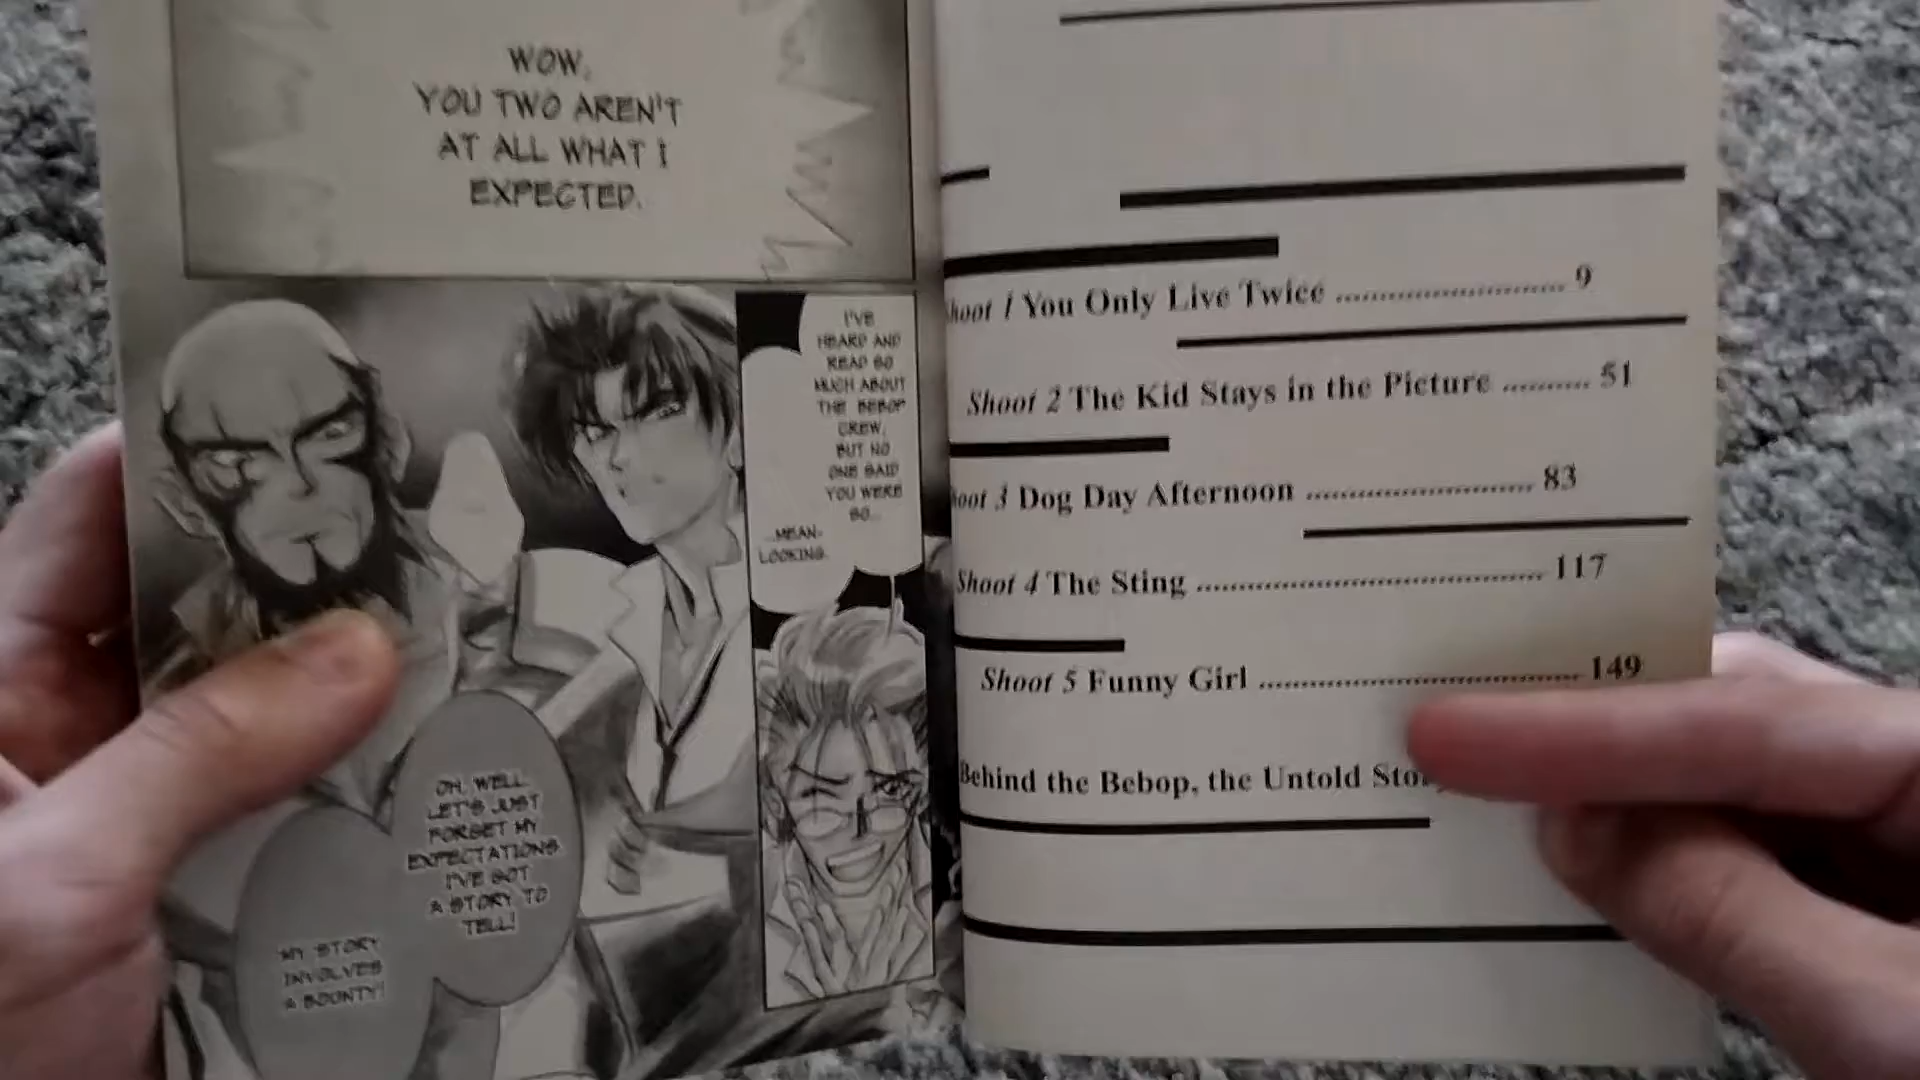 WOW,
YOU TWO AREN'T
AT ALL WHAT I
EXPECTED.
I'VE
HEARD AND
READ SO
MUCH ABOUT
THE BEBOP
CREW,
BUT NO
ONE SAID
YOU WERE
SO...
...MEAN-
LOOKING.
OH, WELL.
LET'S JUST
FORGET MY
EXPECTATIONS.
I'VE GOT
A STORY TO
TELL!
MY STORY
INVOLVES
A BOUNTY!
hoot 1 You Only Live Twice ........................ 9
Shoot 2 The Kid Stays in the Picture .......... 51
hoot 3 Dog Day Afternoon ........................ 83
Shoot 4 The Sting ..................................... 117
Shoot 5 Funny Girl .................................. 149
Behind the Bebop, the Untold